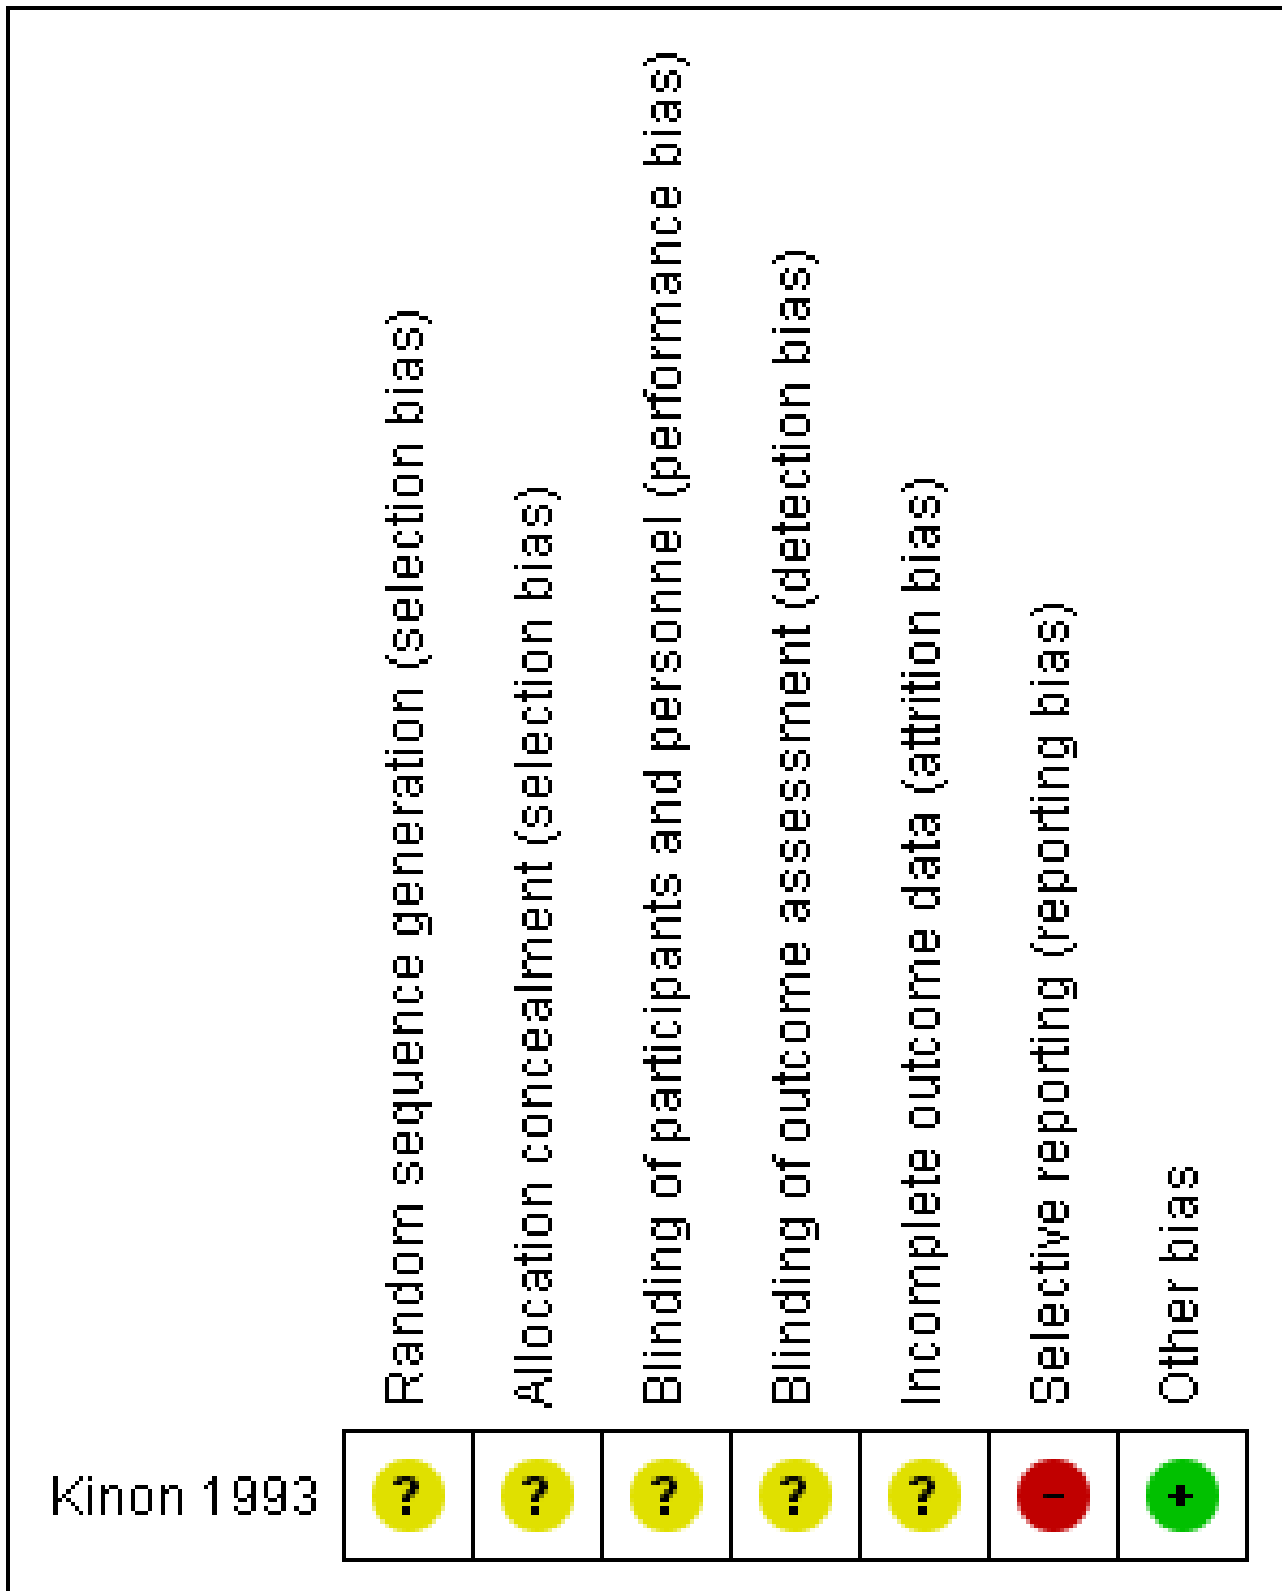 Random sequence generation (selection bias)
Allocation concealment (selection bias)
Blinding of participants and personnel (performance bias)
Blinding of outcome assessment (detection bias)
Incomplete outcome data (attrition bias)
Selective reporting (reporting bias)
Other bias
Kinon 1993 ? ? ? ? ? - +